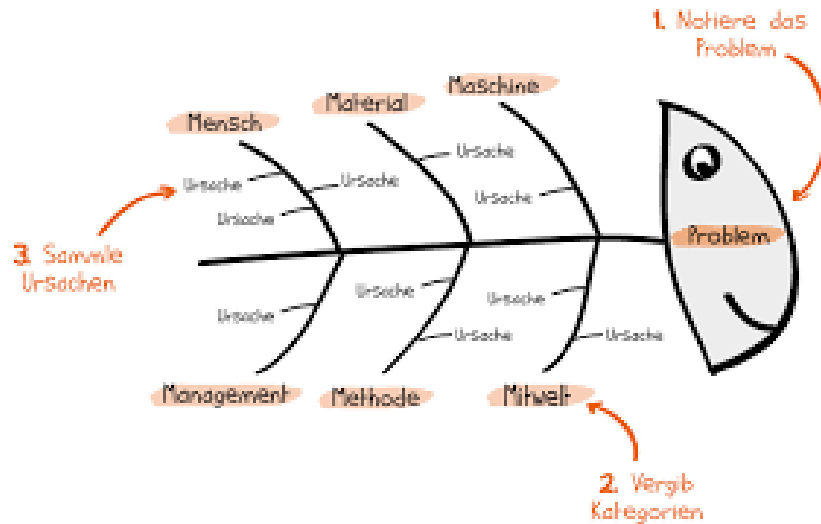 1. Notiere das
Problem
Maschine
Material
Mensch
Ursache
Ursache
Ursache
Ursache
Ursache
3. Sammle
Ursachen
Problem
Ursache
Ursache
Ursache
Ursache
Ursache
Management
Methode
Mitwelt
2. Vergib
Kategorien